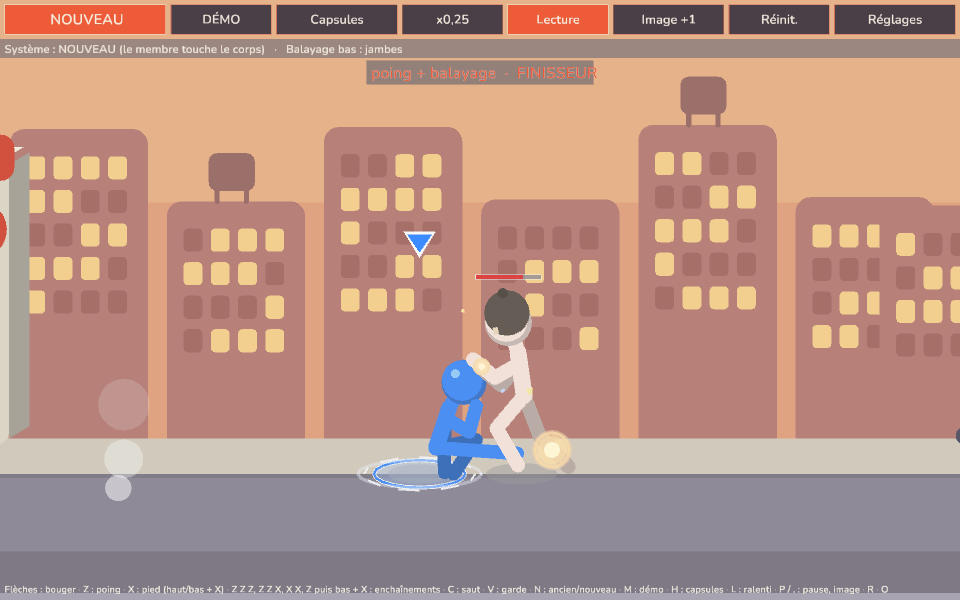 NOUVEAU DÉMO Capsules x0,25 Lecture Image +1 Réinit. Réglages
Système : NOUVEAU (le membre touche le corps) · Balayage bas : jambes
poing + balayage - FINISSEUR
Flèches : bouger · Z : poing · X : pied (haut/bas + X) · Z Z Z, Z Z X, X X, Z puis bas + X : enchaînements · C : saut · V : garde · N : ancien/nouveau · M : démo · H : capsules · L : ralenti · P / . : pause, image · R · O